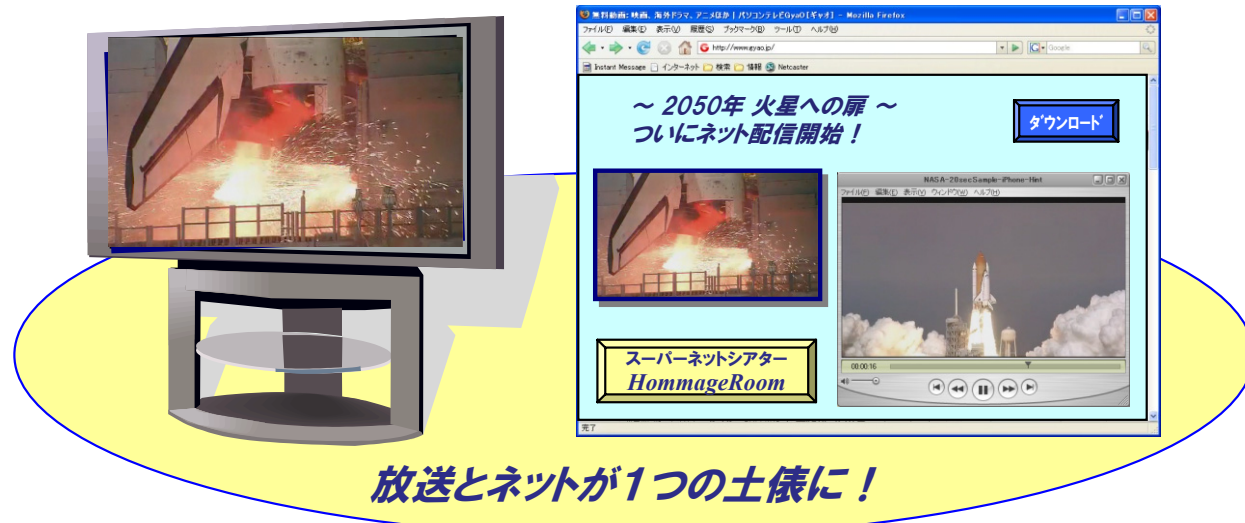 無料動画: 映画、海外ドラマ、アニメほか | パソコンテレビGyaO[ギャオ] - Mozilla Firefox
ファイル(F) 編集(E) 表示(V) 履歴(S) ブックマーク(B) ツール(T) ヘルプ(H)
http://www.gyao.jp/
Google
Instant Message インターネット 検索 情報 Netcaster
~ 2050年 火星への扉 ~
ついにネット配信開始!
ダウンロード
NASA-20secSample-iPhone-Hint
ファイル(F) 編集(E) 表示(V) ウィンドウ(W) ヘルプ(H)
00:00:16
スーパーネットシアター
HommageRoom
完了
放送とネットが1つの土俵に!